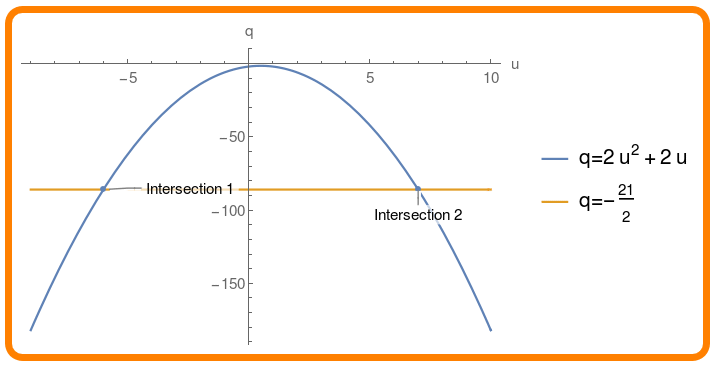 q
−5
5
10
u
−50
−100
−150
Intersection 1
Intersection 2
q=2 u² + 2 u
q=−21/2